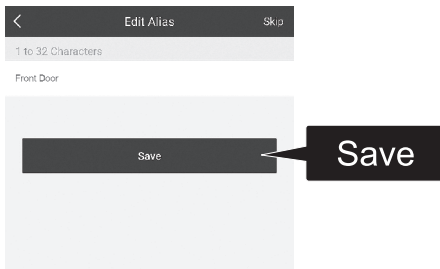 Edit Alias Skip
1 to 32 Characters
Front Door
Save
Save